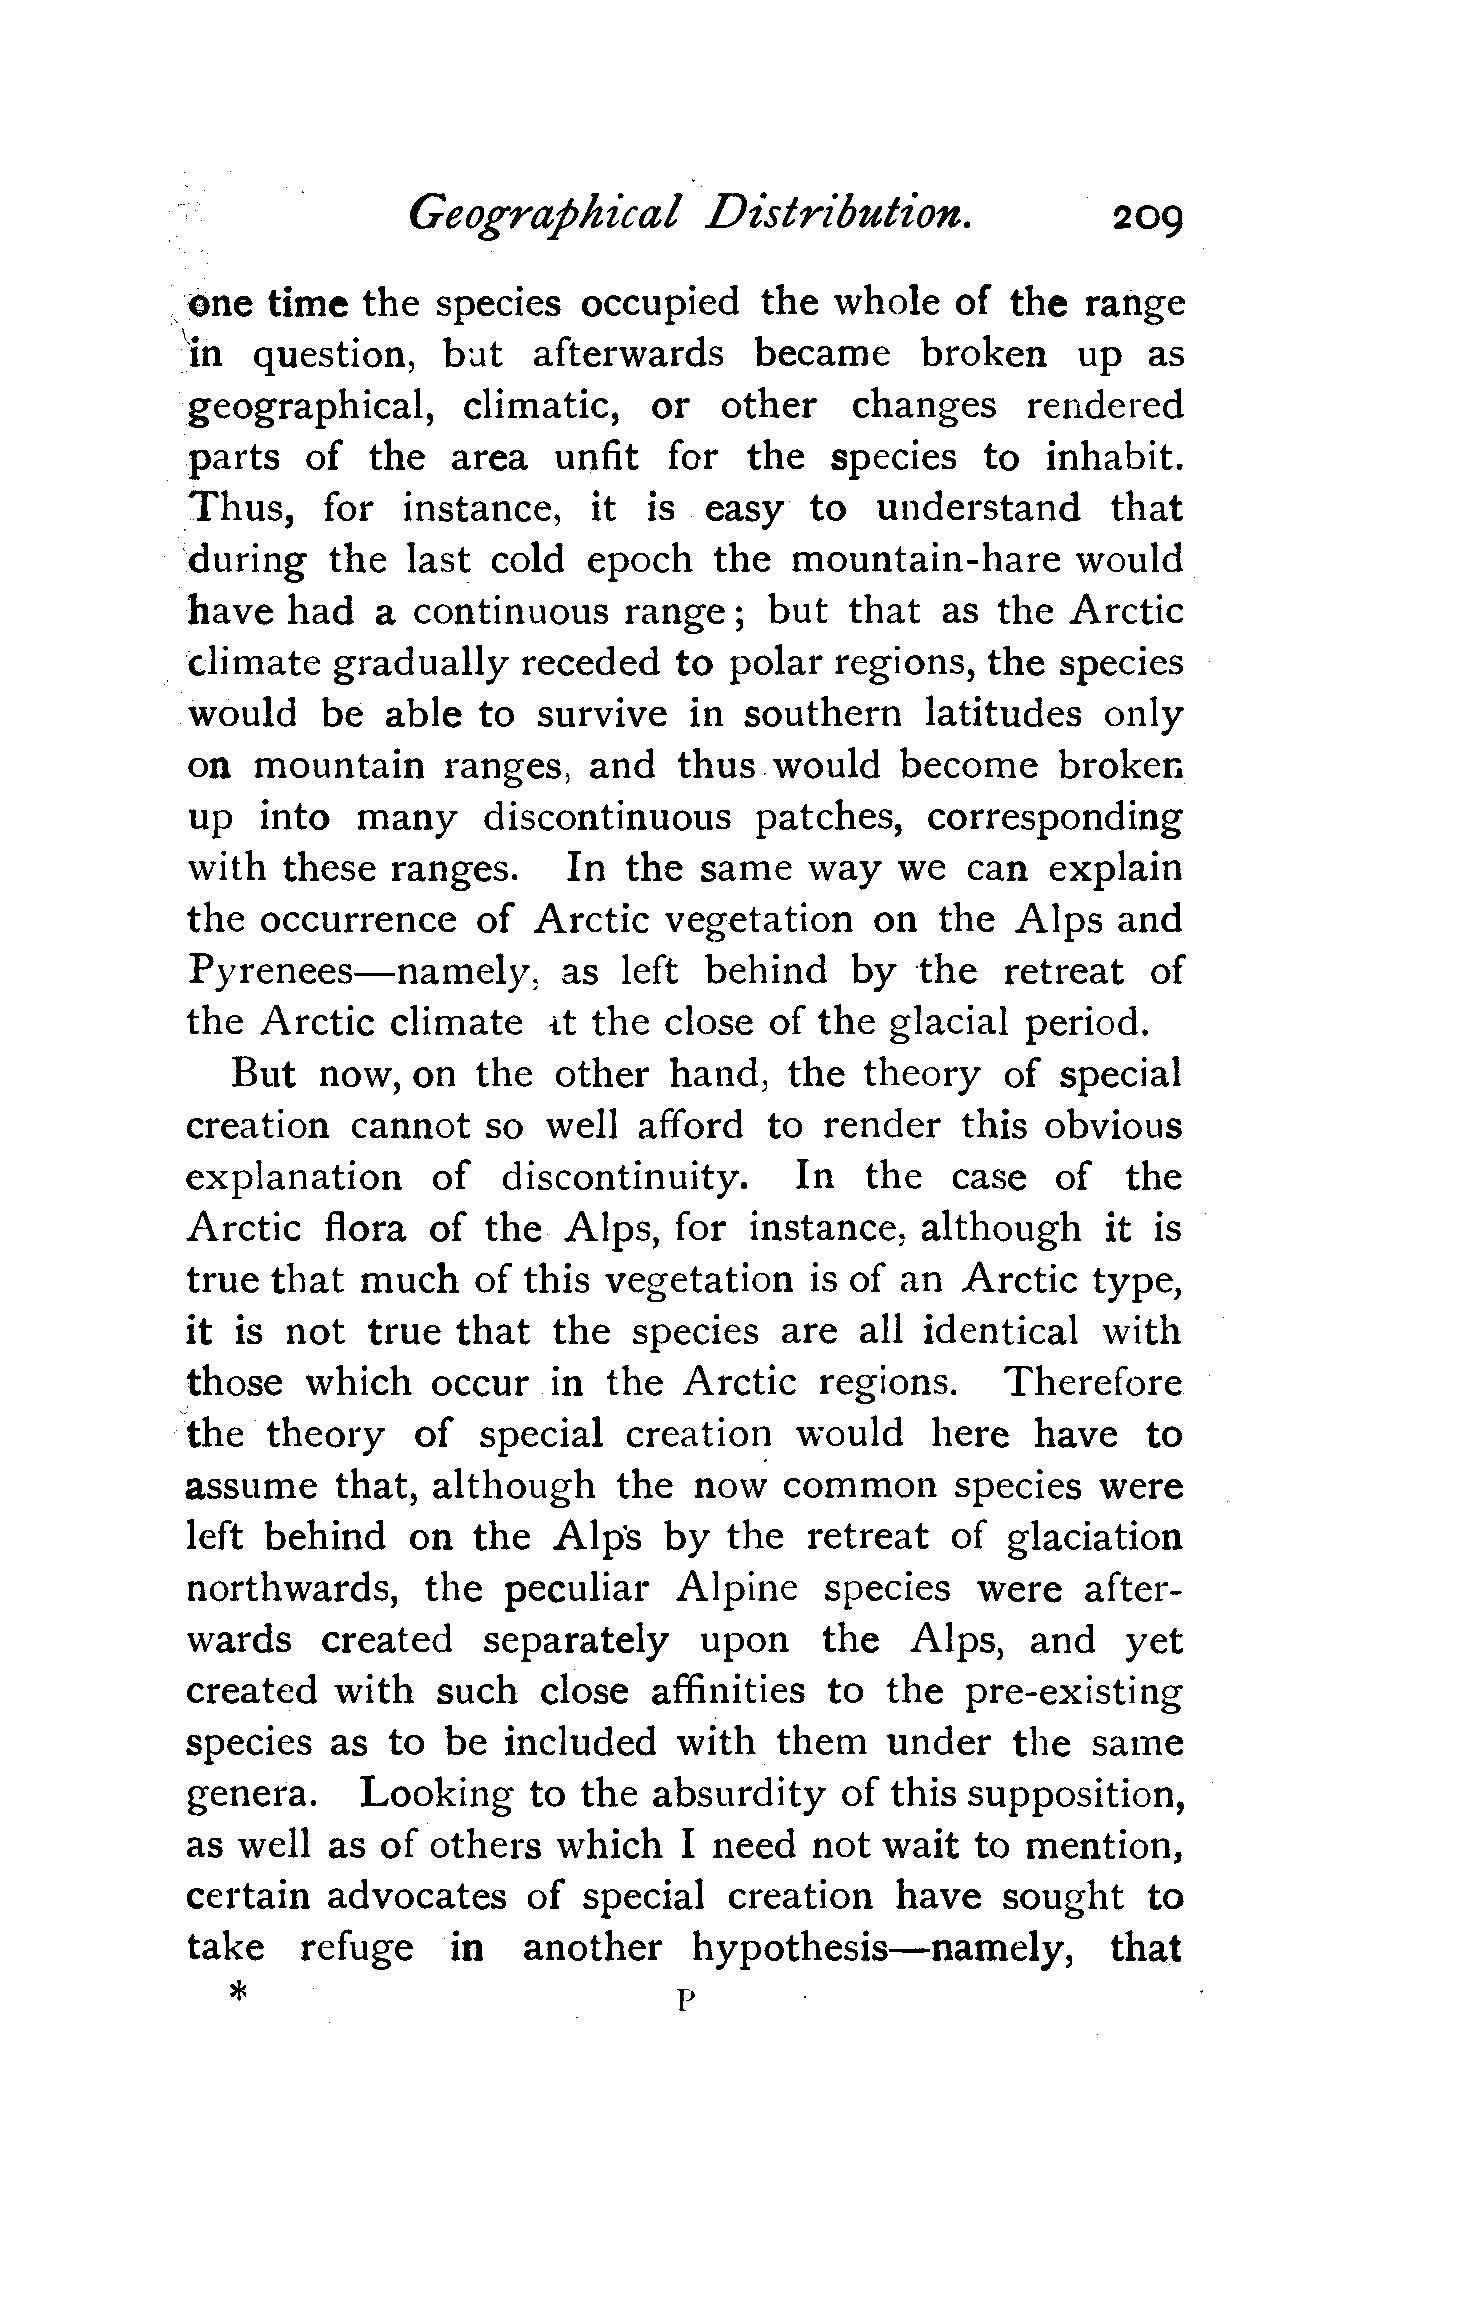 Geographical Distribution. 209
one time the species occupied the whole of the range
in question, but afterwards became broken up as
geographical, climatic, or other changes rendered
parts of the area unfit for the species to inhabit.
Thus, for instance, it is easy to understand that
during the last cold epoch the mountain-hare would
have had a continuous range; but that as the Arctic
climate gradually receded to polar regions, the species
would be able to survive in southern latitudes only
on mountain ranges, and thus would become broken
up into many discontinuous patches, corresponding
with these ranges. In the same way we can explain
the occurrence of Arctic vegetation on the Alps and
Pyrenees—namely, as left behind by the retreat of
the Arctic climate at the close of the glacial period.
But now, on the other hand, the theory of special
creation cannot so well afford to render this obvious
explanation of discontinuity. In the case of the
Arctic flora of the Alps, for instance, although it is
true that much of this vegetation is of an Arctic type,
it is not true that the species are all identical with
those which occur in the Arctic regions. Therefore
the theory of special creation would here have to
assume that, although the now common species were
left behind on the Alps by the retreat of glaciation
northwards, the peculiar Alpine species were after-
wards created separately upon the Alps, and yet
created with such close affinities to the pre-existing
species as to be included with them under the same
genera. Looking to the absurdity of this supposition,
as well as of others which I need not wait to mention,
certain advocates of special creation have sought to
take refuge in another hypothesis—namely, that
* P